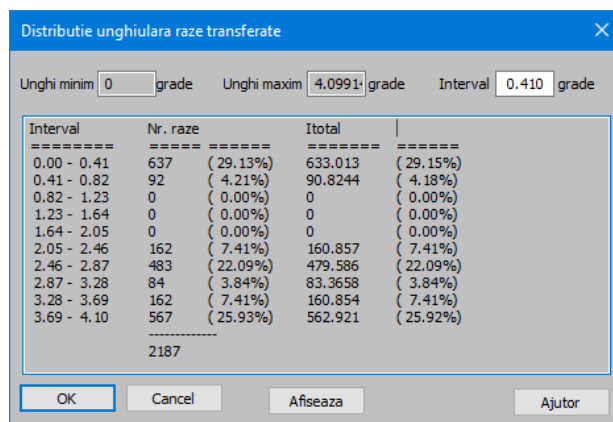 Distributie unghiulara raze transferate
Unghi minim 0 grade Unghi maxim 4.0991 grade Interval 0.410 grade
Interval Nr. raze Itotal
======== ===== ====== ======= ======
0.00 - 0.41 637 ( 29.13%) 633.013 ( 29.15%)
0.41 - 0.82 92 ( 4.21%) 90.8244 ( 4.18%)
0.82 - 1.23 0 ( 0.00%) 0 ( 0.00%)
1.23 - 1.64 0 ( 0.00%) 0 ( 0.00%)
1.64 - 2.05 0 ( 0.00%) 0 ( 0.00%)
2.05 - 2.46 162 ( 7.41%) 160.857 ( 7.41%)
2.46 - 2.87 483 ( 22.09%) 479.586 ( 22.09%)
2.87 - 3.28 84 ( 3.84%) 83.3658 ( 3.84%)
3.28 - 3.69 162 ( 7.41%) 160.854 ( 7.41%)
3.69 - 4.10 567 ( 25.93%) 562.921 ( 25.92%)
-------------
2187
OK Cancel Afiseaza Ajutor